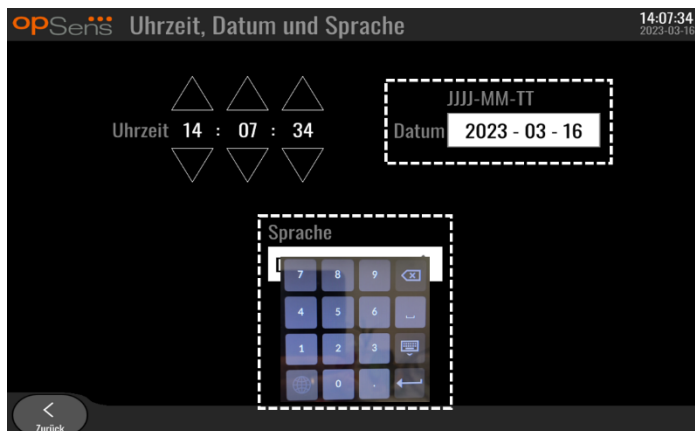 opSens Uhrzeit, Datum und Sprache
14:07:34
2023-03-16
JJJJ-MM-TT
Uhrzeit 14 : 07 : 34
Datum 2023 - 03 - 16
Sprache
7 8 9
4 5 6
1 2 3
0 .
Zurück